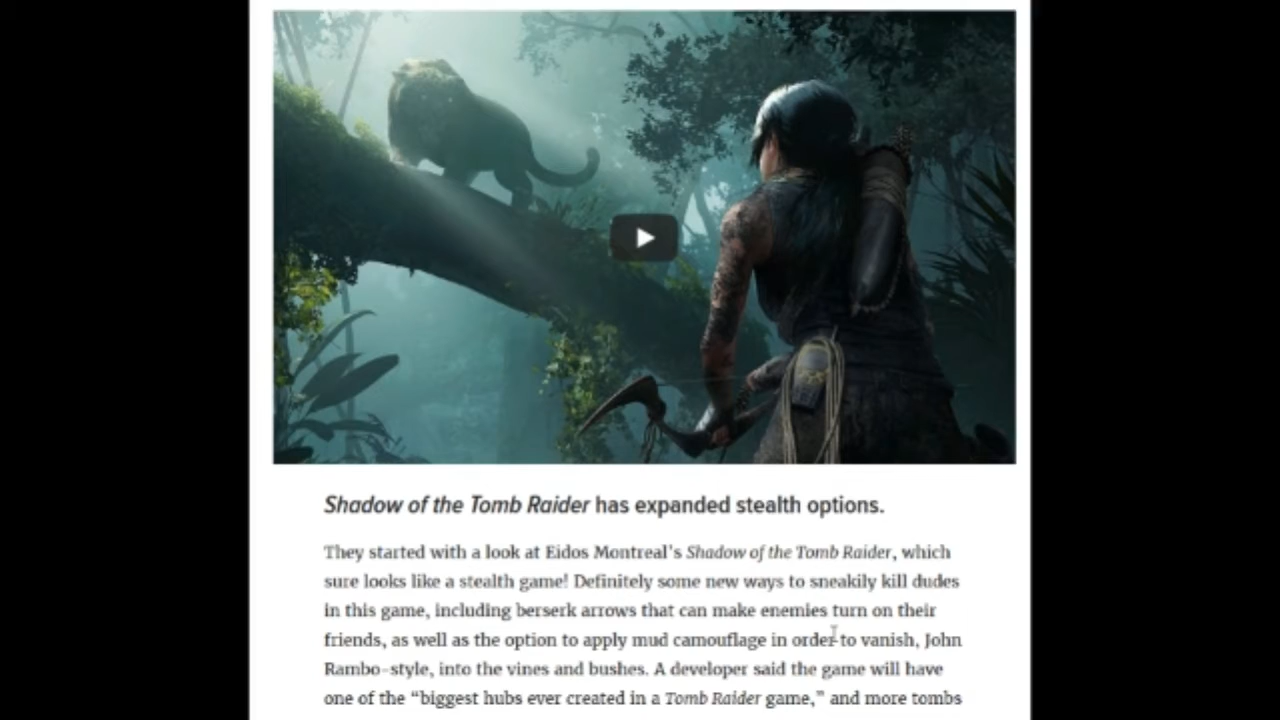 Shadow of the Tomb Raider has expanded stealth options.
They started with a look at Eidos Montreal's Shadow of the Tomb Raider, which
sure looks like a stealth game! Definitely some new ways to sneakily kill dudes
in this game, including berserk arrows that can make enemies turn on their
friends, as well as the option to apply mud camouflage in order to vanish, John
Rambo-style, into the vines and bushes. A developer said the game will have
one of the “biggest hubs ever created in a Tomb Raider game,” and more tombs